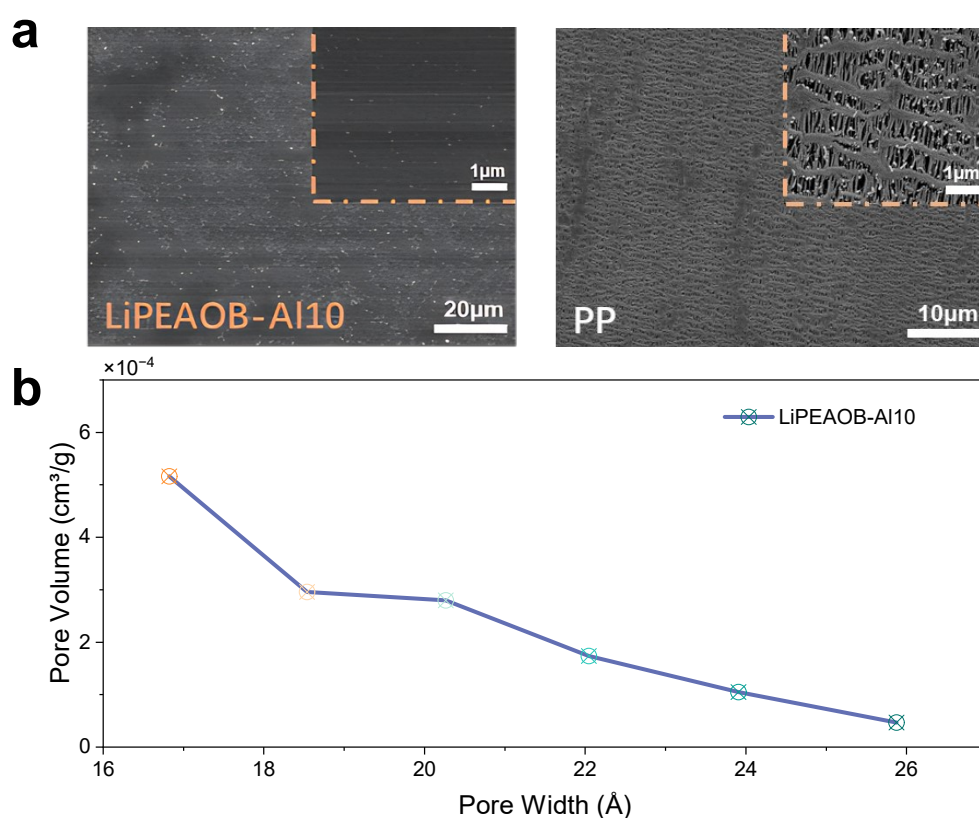 a
1μm
LiPEAOB-Al10
20μm
1μm
PP
10μm
b
×10⁻⁴
LiPEAOB-Al10
6
4
2
0
Pore Volume (cm³/g)
16 18 20 22 24 26
Pore Width (Å)